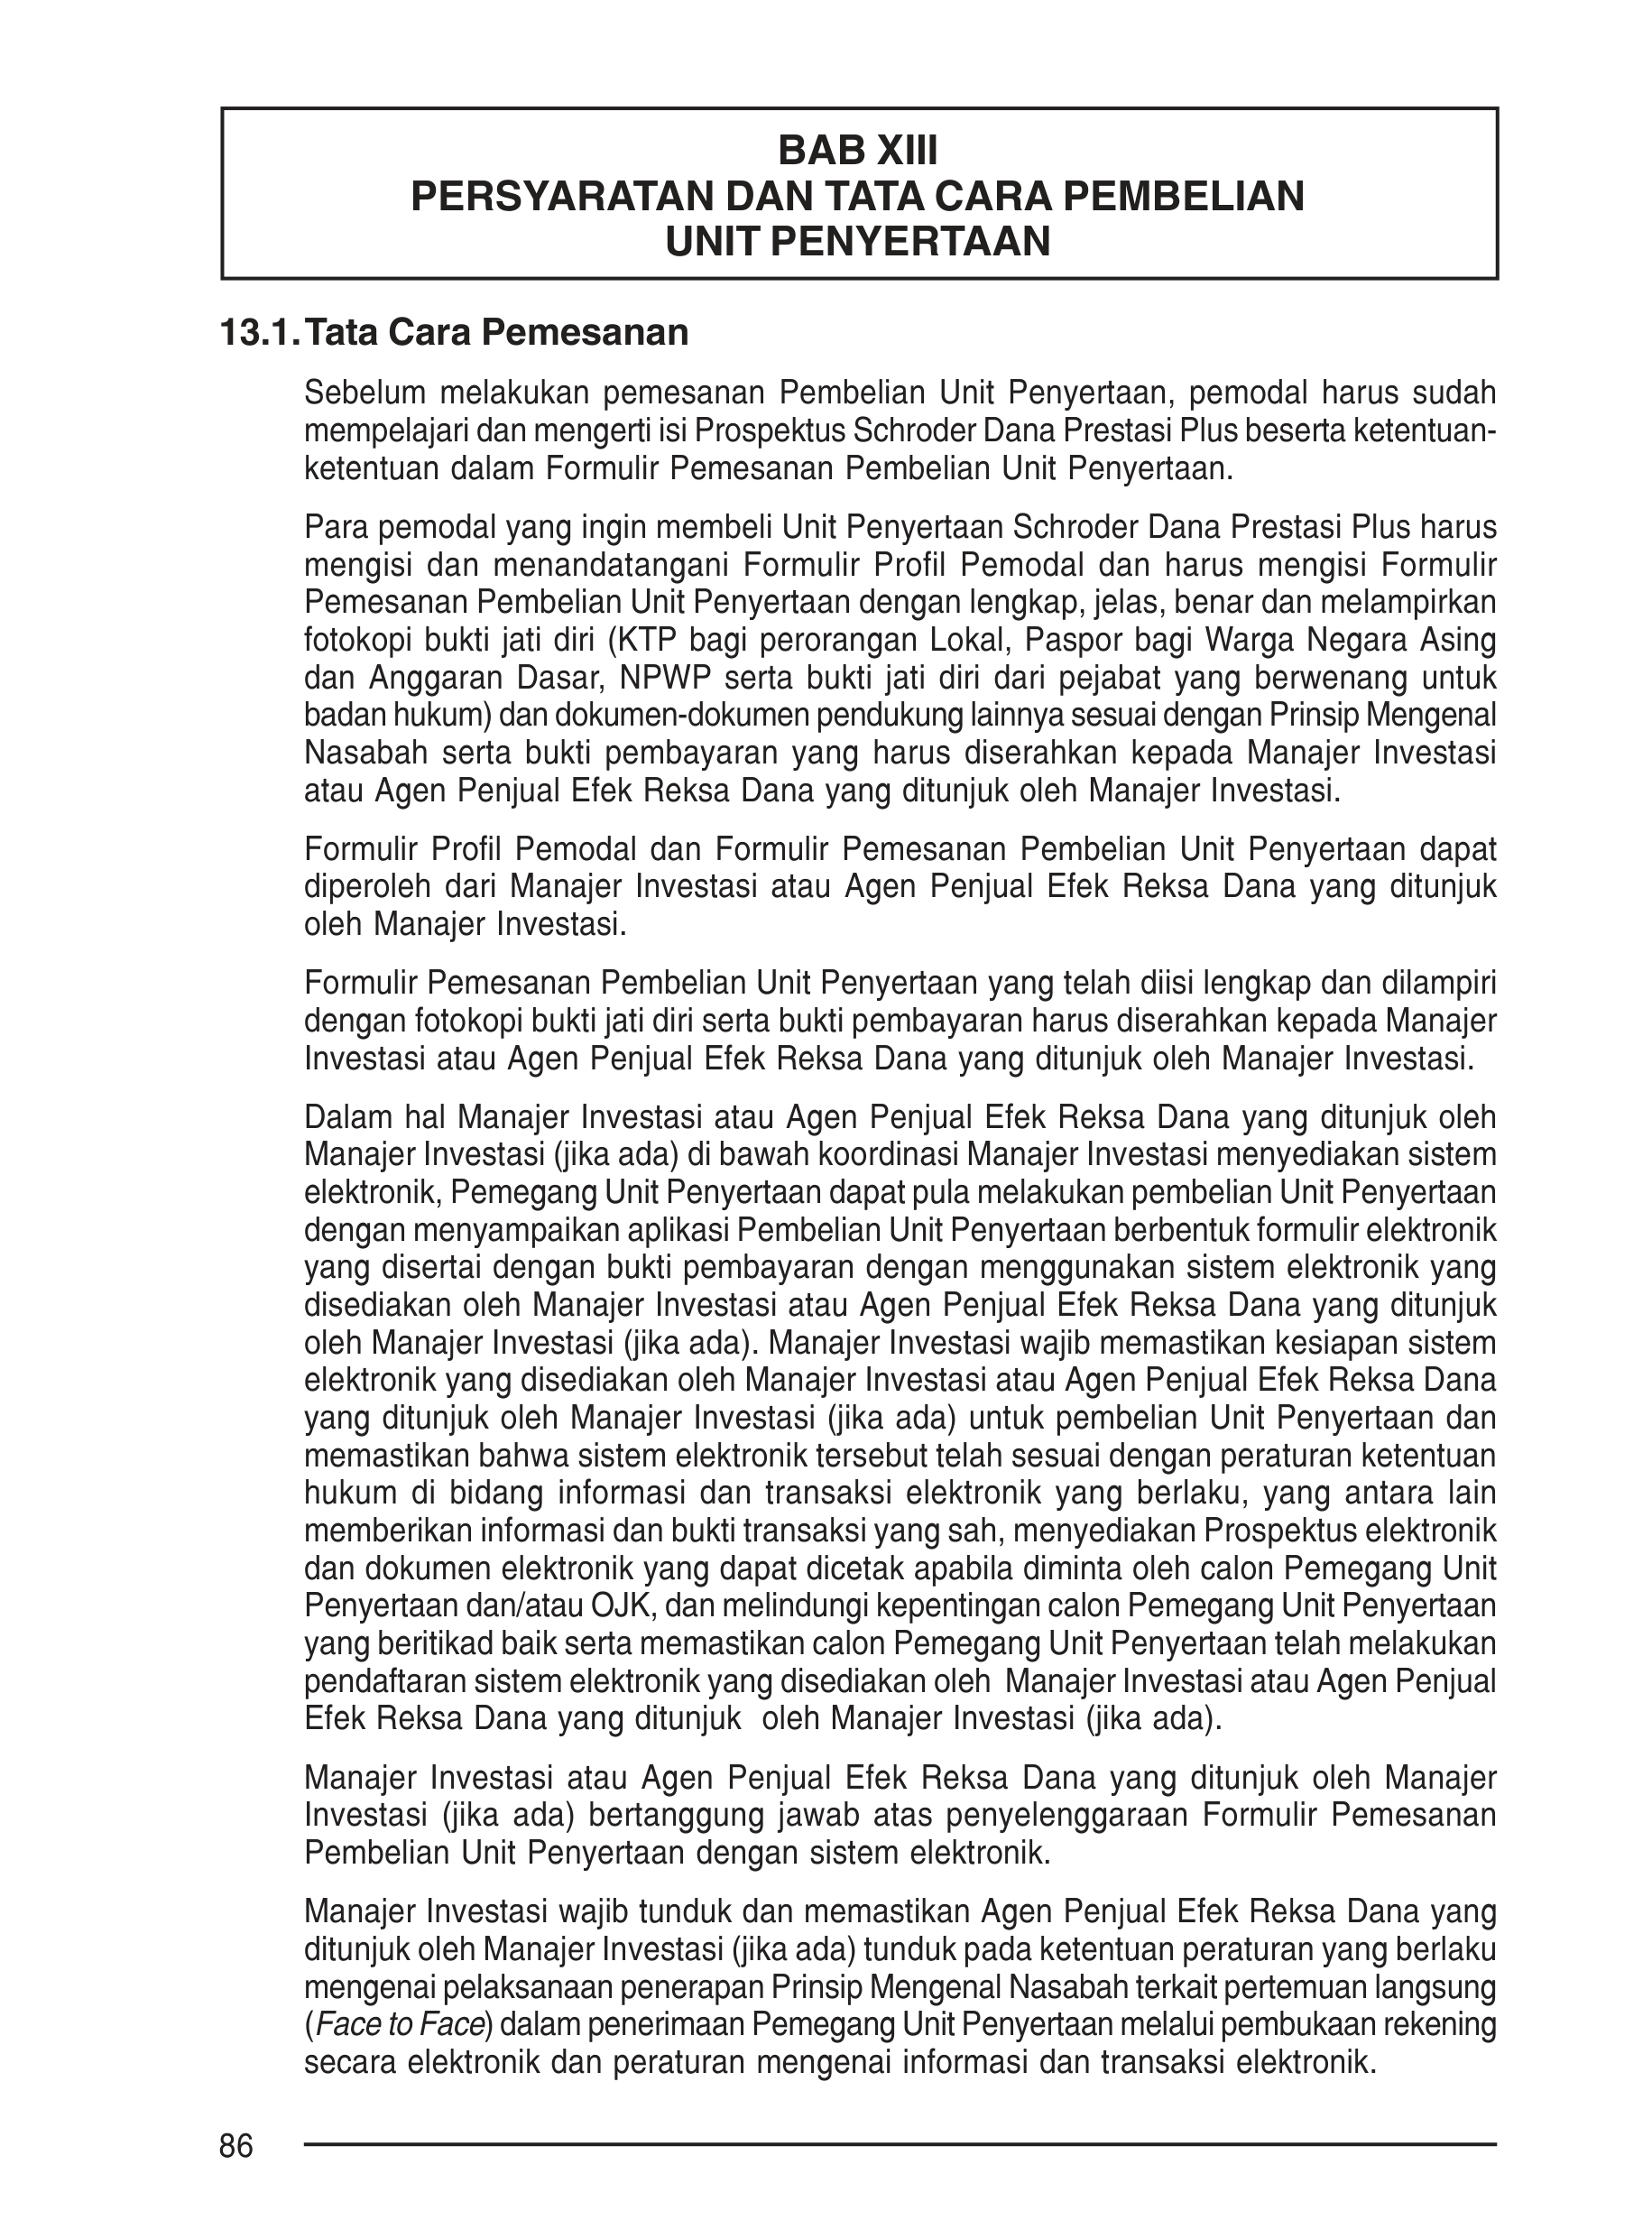 BAB XIII
PERSYARATAN DAN TATA CARA PEMBELIAN
UNIT PENYERTAAN
13.1. Tata Cara Pemesanan
Sebelum melakukan pemesanan Pembelian Unit Penyertaan, pemodal harus sudah
mempelajari dan mengerti isi Prospektus Schroder Dana Prestasi Plus beserta ketentuan-
ketentuan dalam Formulir Pemesanan Pembelian Unit Penyertaan.
Para pemodal yang ingin membeli Unit Penyertaan Schroder Dana Prestasi Plus harus
mengisi dan menandatangani Formulir Profil Pemodal dan harus mengisi Formulir
Pemesanan Pembelian Unit Penyertaan dengan lengkap, jelas, benar dan melampirkan
fotokopi bukti jati diri (KTP bagi perorangan Lokal, Paspor bagi Warga Negara Asing
dan Anggaran Dasar, NPWP serta bukti jati diri dari pejabat yang berwenang untuk
badan hukum) dan dokumen-dokumen pendukung lainnya sesuai dengan Prinsip Mengenal
Nasabah serta bukti pembayaran yang harus diserahkan kepada Manajer Investasi
atau Agen Penjual Efek Reksa Dana yang ditunjuk oleh Manajer Investasi.
Formulir Profil Pemodal dan Formulir Pemesanan Pembelian Unit Penyertaan dapat
diperoleh dari Manajer Investasi atau Agen Penjual Efek Reksa Dana yang ditunjuk
oleh Manajer Investasi.
Formulir Pemesanan Pembelian Unit Penyertaan yang telah diisi lengkap dan dilampiri
dengan fotokopi bukti jati diri serta bukti pembayaran harus diserahkan kepada Manajer
Investasi atau Agen Penjual Efek Reksa Dana yang ditunjuk oleh Manajer Investasi.
Dalam hal Manajer Investasi atau Agen Penjual Efek Reksa Dana yang ditunjuk oleh
Manajer Investasi (jika ada) di bawah koordinasi Manajer Investasi menyediakan sistem
elektronik, Pemegang Unit Penyertaan dapat pula melakukan pembelian Unit Penyertaan
dengan menyampaikan aplikasi Pembelian Unit Penyertaan berbentuk formulir elektronik
yang disertai dengan bukti pembayaran dengan menggunakan sistem elektronik yang
disediakan oleh Manajer Investasi atau Agen Penjual Efek Reksa Dana yang ditunjuk
oleh Manajer Investasi (jika ada). Manajer Investasi wajib memastikan kesiapan sistem
elektronik yang disediakan oleh Manajer Investasi atau Agen Penjual Efek Reksa Dana
yang ditunjuk oleh Manajer Investasi (jika ada) untuk pembelian Unit Penyertaan dan
memastikan bahwa sistem elektronik tersebut telah sesuai dengan peraturan ketentuan
hukum di bidang informasi dan transaksi elektronik yang berlaku, yang antara lain
memberikan informasi dan bukti transaksi yang sah, menyediakan Prospektus elektronik
dan dokumen elektronik yang dapat dicetak apabila diminta oleh calon Pemegang Unit
Penyertaan dan/atau OJK, dan melindungi kepentingan calon Pemegang Unit Penyertaan
yang beritikad baik serta memastikan calon Pemegang Unit Penyertaan telah melakukan
pendaftaran sistem elektronik yang disediakan oleh Manajer Investasi atau Agen Penjual
Efek Reksa Dana yang ditunjuk oleh Manajer Investasi (jika ada).
Manajer Investasi atau Agen Penjual Efek Reksa Dana yang ditunjuk oleh Manajer
Investasi (jika ada) bertanggung jawab atas penyelenggaraan Formulir Pemesanan
Pembelian Unit Penyertaan dengan sistem elektronik.
Manajer Investasi wajib tunduk dan memastikan Agen Penjual Efek Reksa Dana yang
ditunjuk oleh Manajer Investasi (jika ada) tunduk pada ketentuan peraturan yang berlaku
mengenai pelaksanaan penerapan Prinsip Mengenal Nasabah terkait pertemuan langsung
(Face to Face) dalam penerimaan Pemegang Unit Penyertaan melalui pembukaan rekening
secara elektronik dan peraturan mengenai informasi dan transaksi elektronik.
86